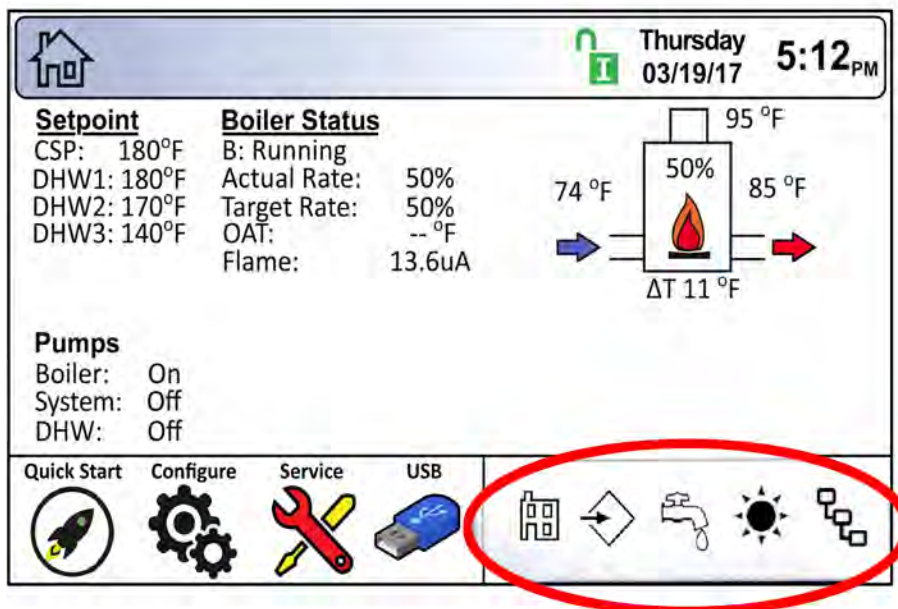 Thursday
03/19/17
5:12PM
Setpoint
CSP: 180°F
DHW1: 180°F
DHW2: 170°F
DHW3: 140°F
Boiler Status
B: Running
Actual Rate: 50%
Target Rate: 50%
OAT: -- °F
Flame: 13.6uA
95 °F
50%
74 °F
85 °F
ΔT 11 °F
Pumps
Boiler: On
System: Off
DHW: Off
Quick Start
Configure
Service
USB